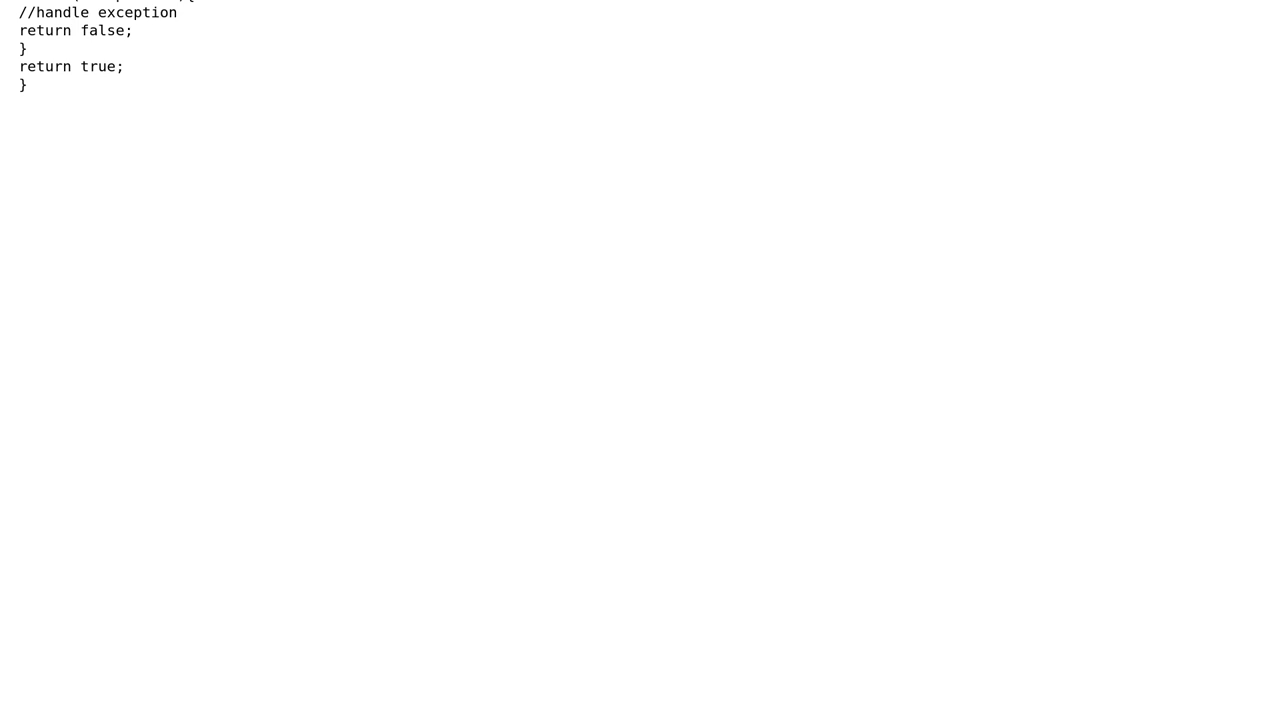 //handle exception
return false;
}
return true;
}